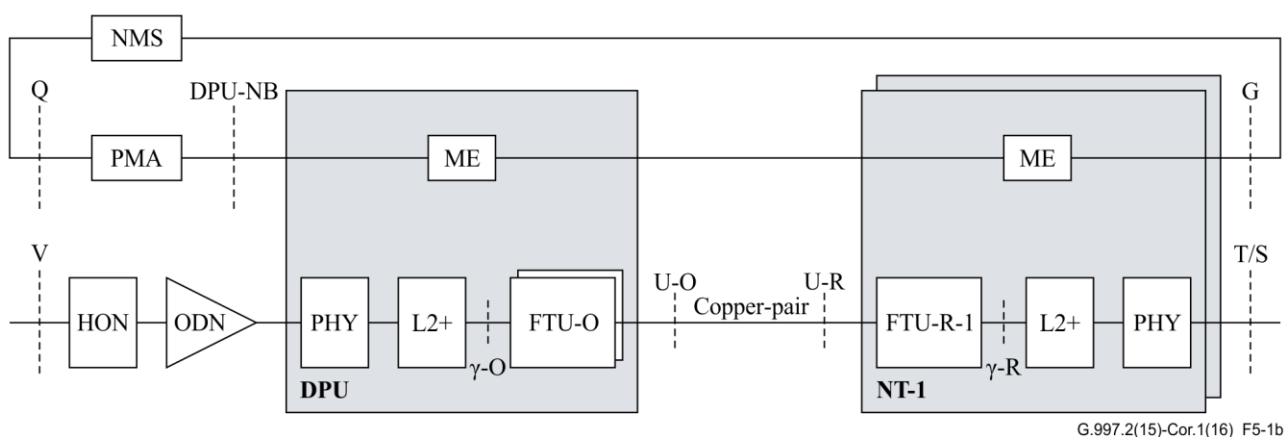 NMS
Q
DPU-NB
G
PMA
ME
ME
V
U-O
U-R
T/S
Copper-pair
HON
ODN
PHY
L2+
FTU-O
FTU-R-1
L2+
PHY
γ-O
γ-R
DPU
NT-1
G.997.2(15)-Cor.1(16)_F5-1b